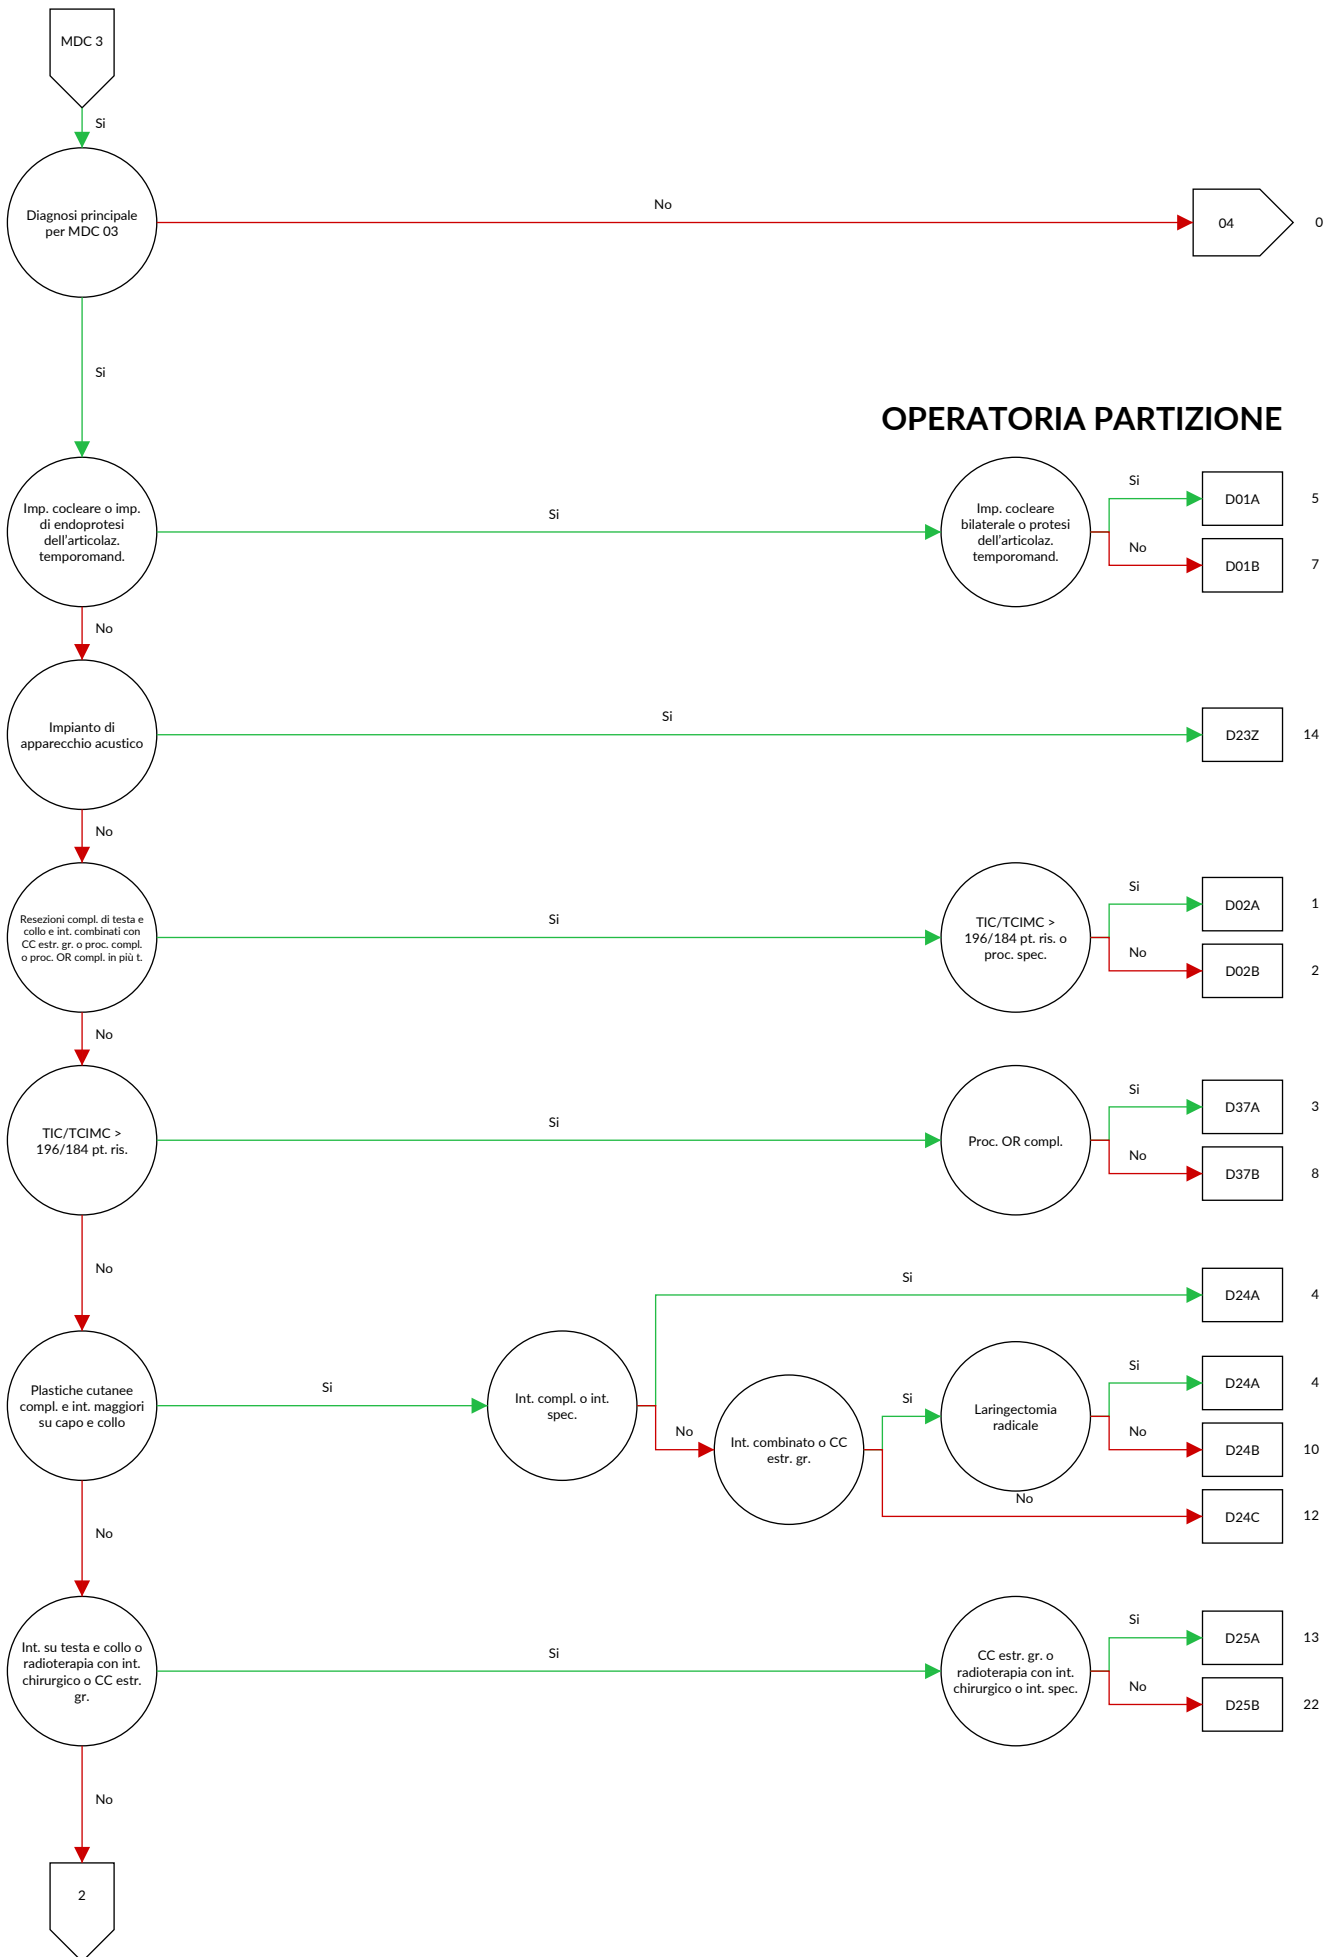 MDC 3
Si
Diagnosi principale
per MDC 03
No
04
0
Si
OPERATORIA PARTIZIONE
Imp. cocleare o imp.
di endoprotesi
dell'articolaz.
temporomand.
Si
Imp. cocleare
bilaterale o protesi
dell'articolaz.
temporomand.
Si
D01A
5
No
D01B
7
No
Impianto di
apparecchio acustico
Si
D23Z
14
No
Resezioni compl. di testa e
collo e int. combinati con
CC estr. gr. o proc. compl.
o proc. OR compl. in più t.
Si
TIC/TCIMC >
196/184 pt. ris. o
proc. spec.
Si
D02A
1
No
D02B
2
No
TIC/TCIMC >
196/184 pt. ris.
Si
Proc. OR compl.
Si
D37A
3
No
D37B
8
No
Plastiche cutanee
compl. e int. maggiori
su capo e collo
Si
Int. compl. o int.
spec.
Si
D24A
4
No
Int. combinato o CC
estr. gr.
Si
Laringectomia
radicale
Si
D24A
4
No
D24B
10
No
D24C
12
No
Int. su testa e collo o
radioterapia con int.
chirurgico o CC estr.
gr.
Si
CC estr. gr. o
radioterapia con int.
chirurgico o int. spec.
Si
D25A
13
No
D25B
22
No
2